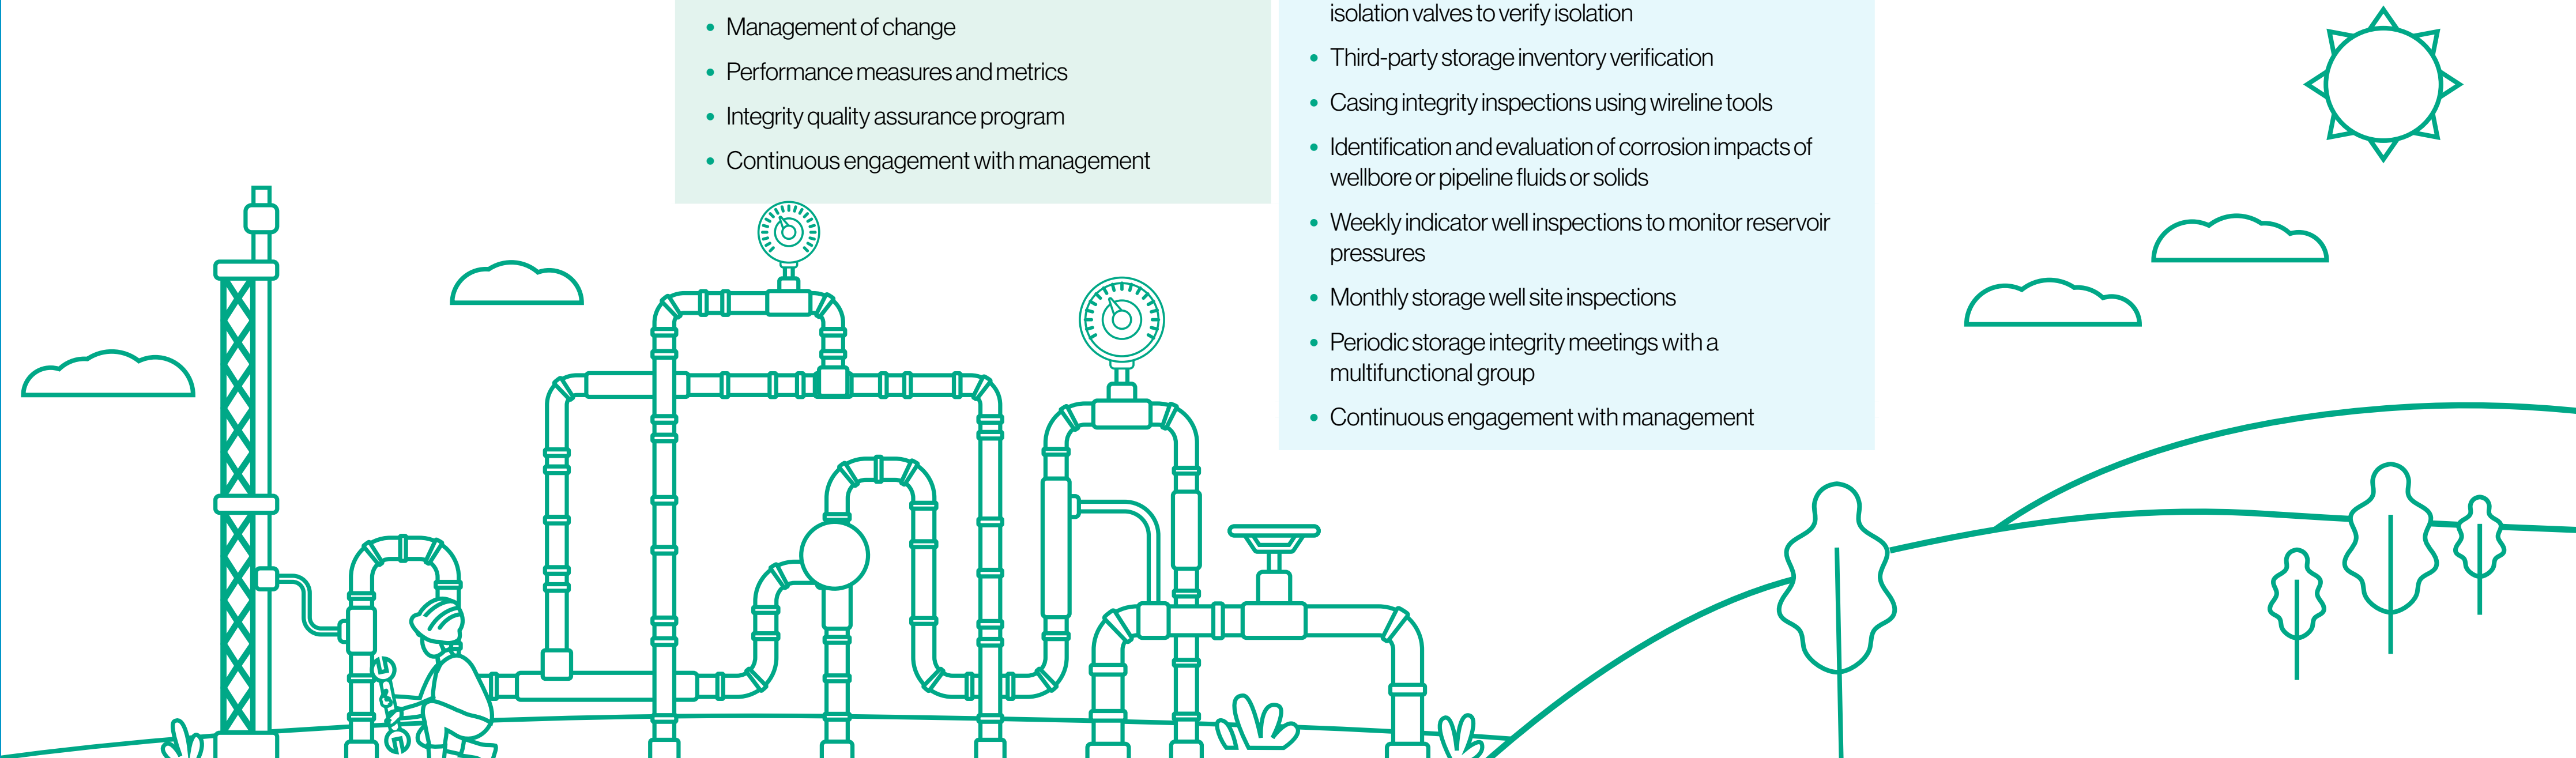 • Management of change
• Performance measures and metrics
• Integrity quality assurance program
• Continuous engagement with management
isolation valves to verify isolation
• Third-party storage inventory verification
• Casing integrity inspections using wireline tools
• Identification and evaluation of corrosion impacts of
wellbore or pipeline fluids or solids
• Weekly indicator well inspections to monitor reservoir
pressures
• Monthly storage well site inspections
• Periodic storage integrity meetings with a
multifunctional group
• Continuous engagement with management